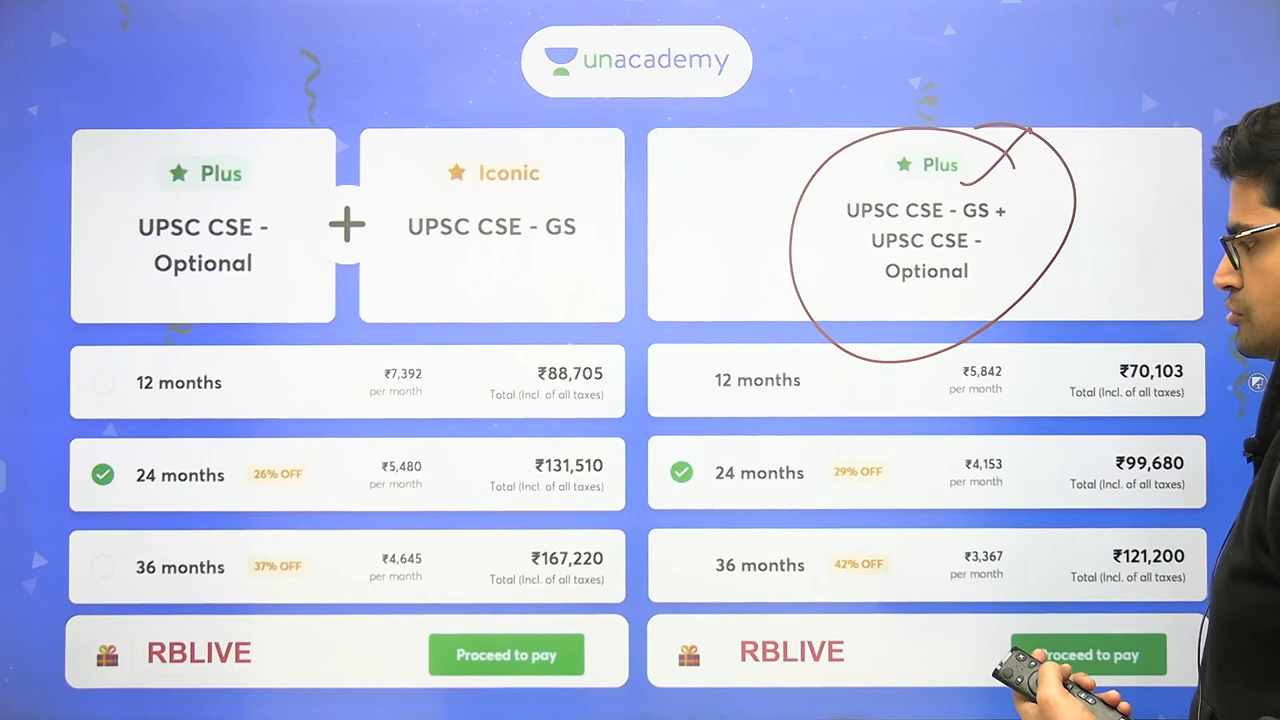 unacademy
Plus
UPSC CSE -
Optional
+
Iconic
UPSC CSE - GS
12 months ₹7,392 per month ₹88,705 Total (Incl. of all taxes)
24 months 26% OFF ₹5,480 per month ₹131,510 Total (Incl. of all taxes)
36 months 37% OFF ₹4,645 per month ₹167,220 Total (Incl. of all taxes)
RBLIVE Proceed to pay
Plus
UPSC CSE - GS +
UPSC CSE -
Optional
12 months ₹5,842 per month ₹70,103 Total (Incl. of all taxes)
24 months 29% OFF ₹4,153 per month ₹99,680 Total (Incl. of all taxes)
36 months 42% OFF ₹3,367 per month ₹121,200 Total (Incl. of all taxes)
RBLIVE roceed to pay